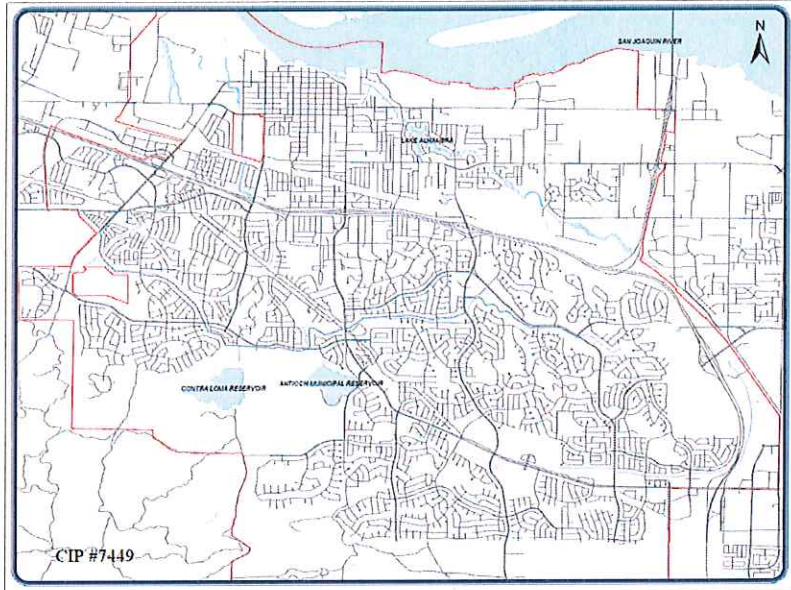 N
SAN JOAQUIN RIVER
LAKE ALHAMBRA
CONTRA LOMA RESERVOIR
ANTIOCH MUNICIPAL RESERVOIR
CIP #7449